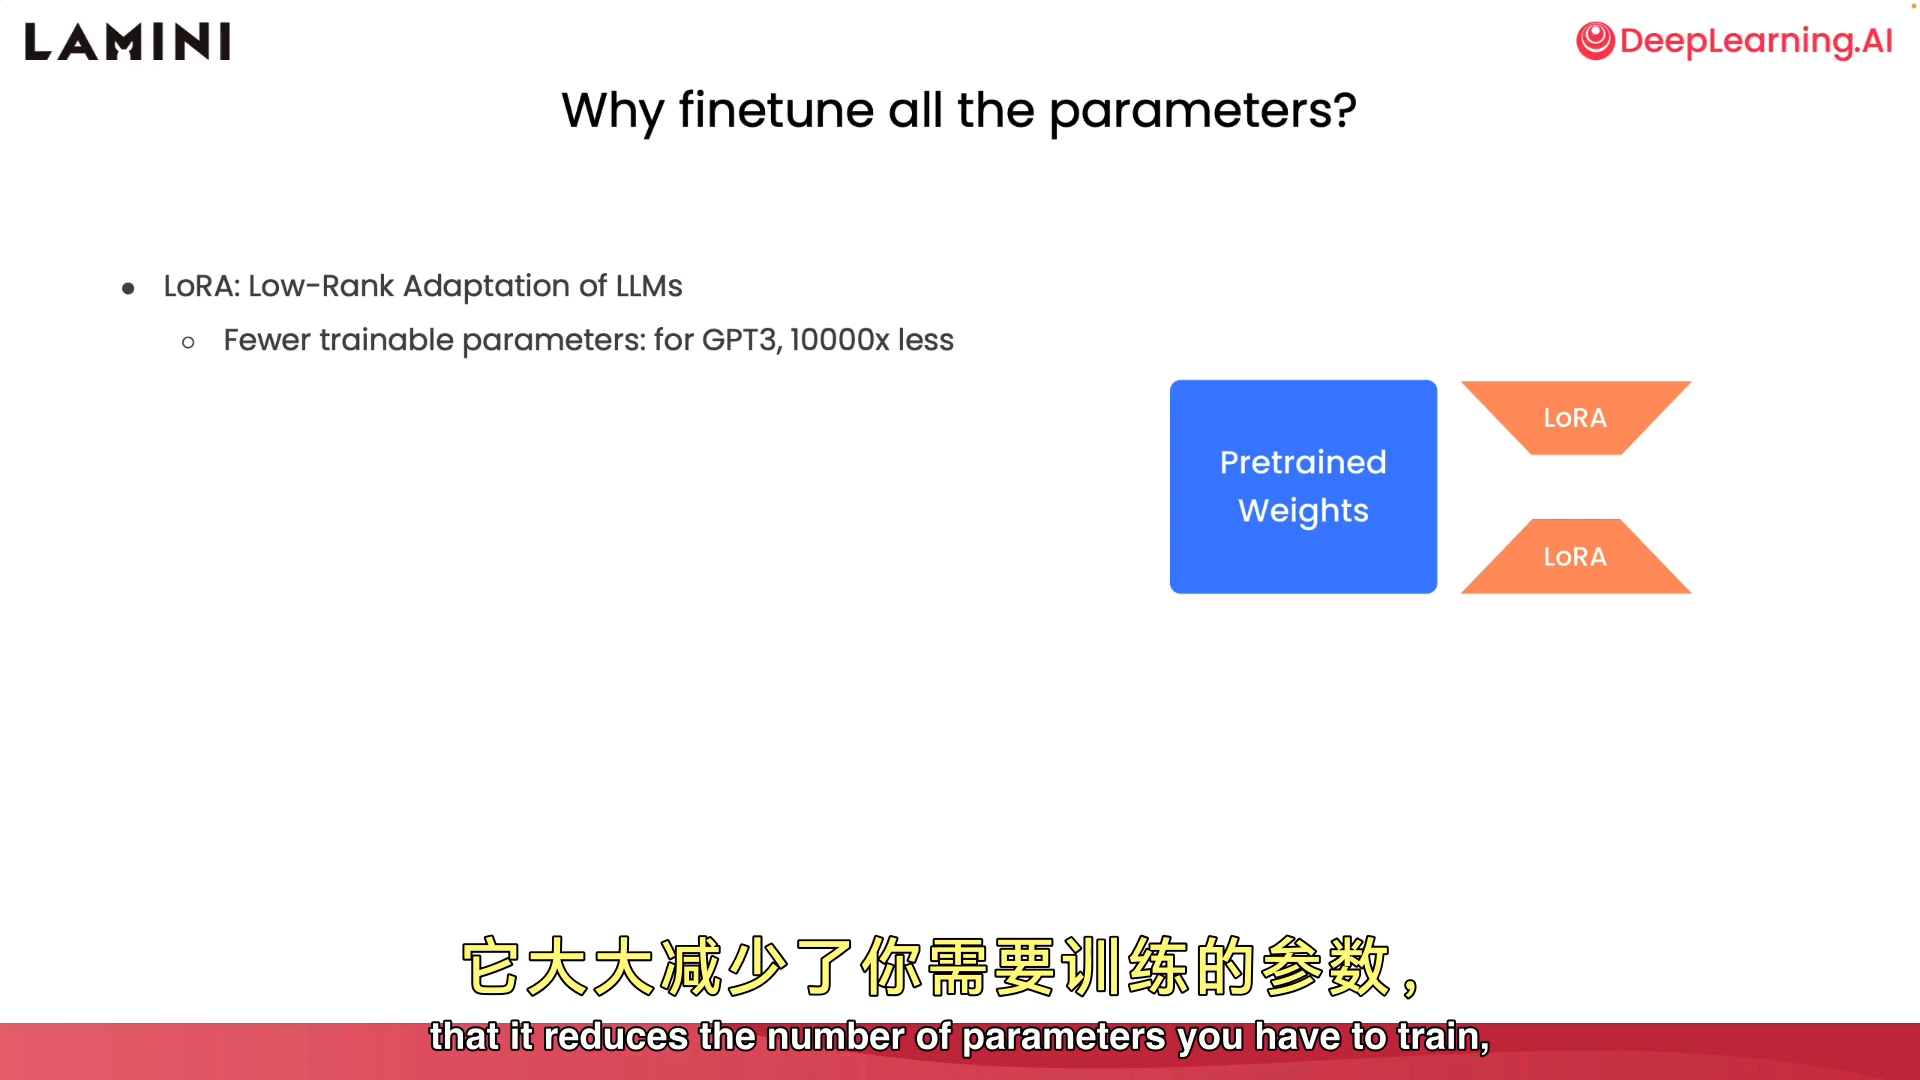 LAMINI
DeepLearning.AI
Why finetune all the parameters?
● LoRA: Low-Rank Adaptation of LLMs
○ Fewer trainable parameters: for GPT3, 10000x less
Pretrained
Weights
LoRA
LoRA
它大大减少了你需要训练的参数，
that it reduces the number of parameters you have to train,